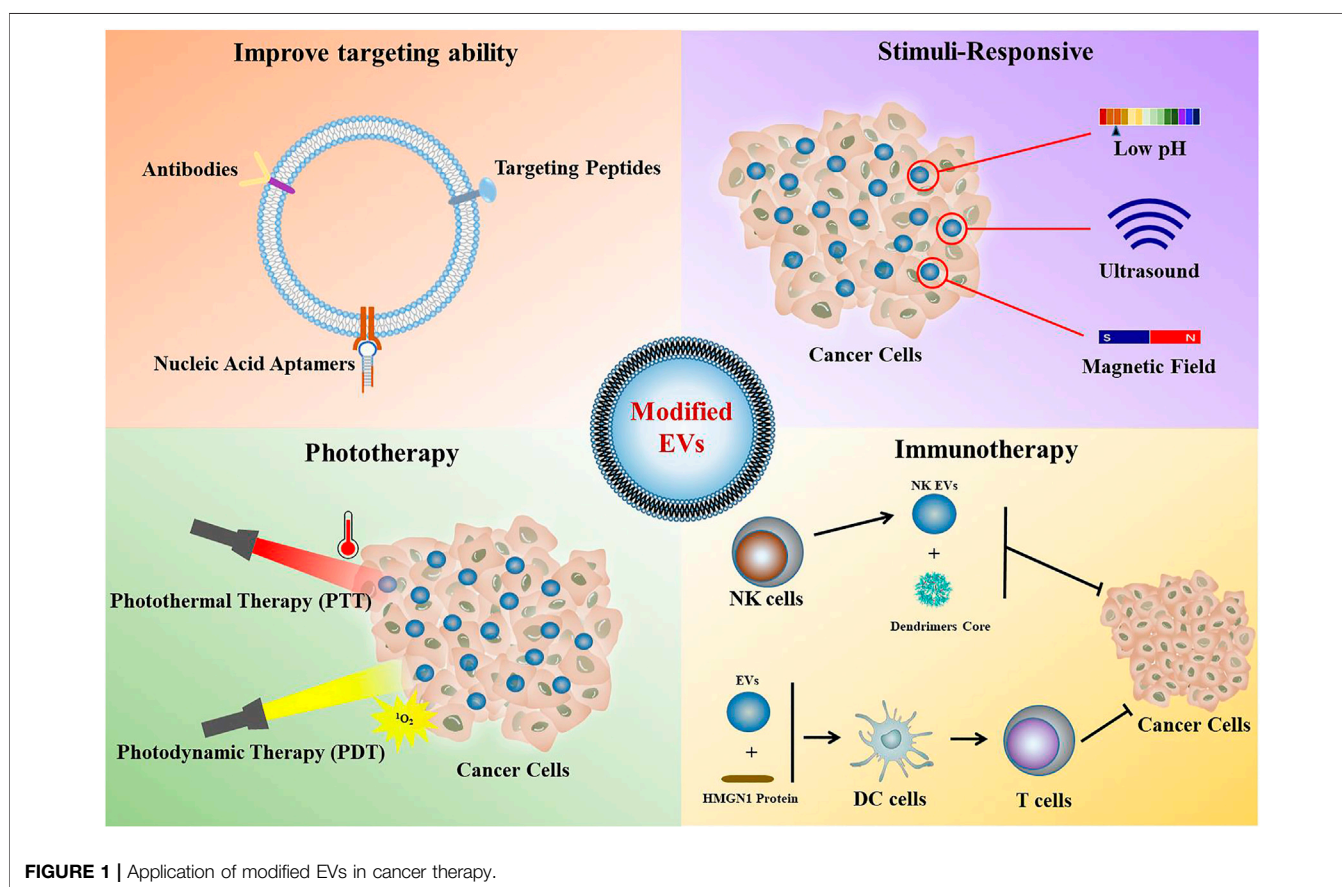 Improve targeting ability
Antibodies
Targeting Peptides
Nucleic Acid Aptamers
Stimuli-Responsive
Low pH
Ultrasound
S N
Magnetic Field
Cancer Cells
Modified
EVs
Phototherapy
Photothermal Therapy (PTT)
¹O₂
Photodynamic Therapy (PDT)
Cancer Cells
Immunotherapy
NK EVs
+
NK cells
Dendrimers Core
EVs
+
HMGN1 Protein
DC cells
T cells
Cancer Cells
FIGURE 1 | Application of modified EVs in cancer therapy.